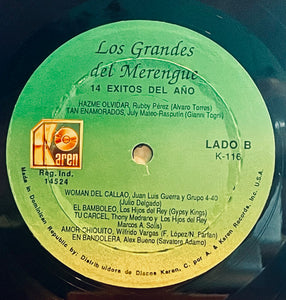 Los Grandes
del Merengue
14 EXITOS DEL AÑO
HAZME OLVIDAR, Rubby Pérez (Alvaro Torres)
TAN ENAMORADOS, July Mateo-Rasputin (Gianni Togni)
Karen
Reg. Ind.
14524
LADO B
K-116
WOMAN DEL CALLAO, Juan Luis Guerra y Grupo 4-40
(Julio Delgado)
EL BAMBOLEO, Los Hijos del Rey (Gypsy Kings)
TU CARCEL, Thony Medrano y Los Hijos del Rey
Marcos A. Solis)
AMOR CHIQUITO, Wilfrido Vargas (F. López/N. Farfan)
EN BANDOLERA, Alex Bueno (Savators Adamo)
Made in Dominican Republic by: Distribuidora de Discos Karen, C. por A. & Karen Records, Inc. U.S.A.